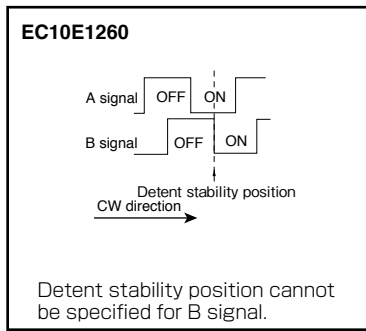 EC10E1260
A signal OFF ON
B signal OFF ON
Detent stability position
CW direction
Detent stability position cannot
be specified for B signal.